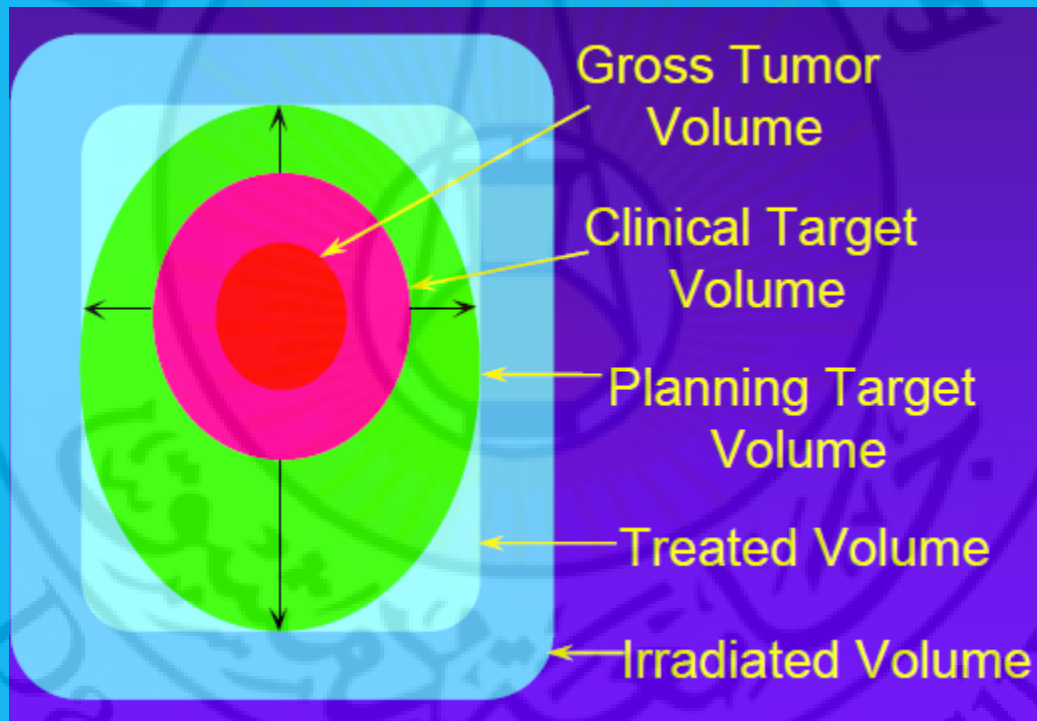 Gross Tumor
Volume
Clinical Target
Volume
Planning Target
Volume
Treated Volume
Irradiated Volume